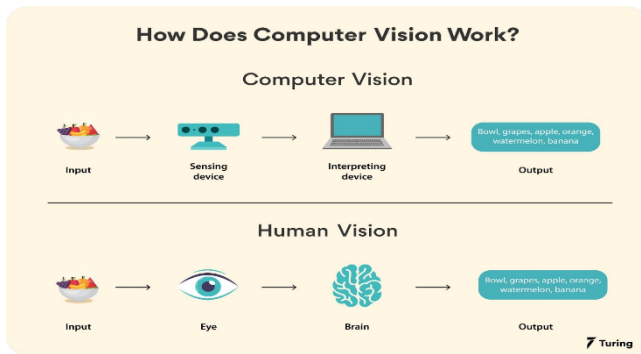 How Does Computer Vision Work?
Computer Vision
Input
Sensing
device
Interpreting
device
Bowl, grapes, apple, orange,
watermelon, banana
Output
Human Vision
Input
Eye
Brain
Bowl, grapes, apple, orange,
watermelon, banana
Output
Turing